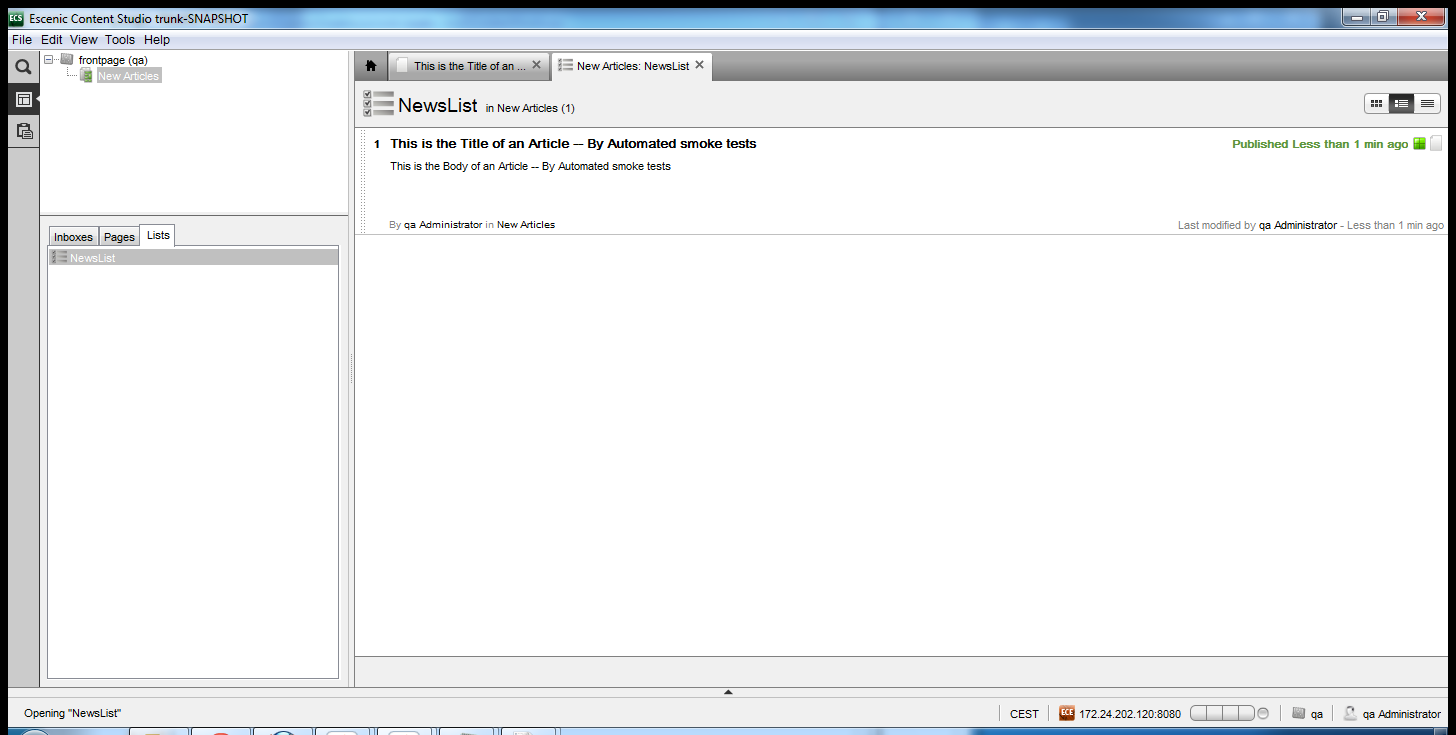 ECS Escenic Content Studio trunk-SNAPSHOT
File Edit View Tools Help
frontpage (qa)
New Articles
Inboxes Pages Lists
NewsList
This is the Title of an ... New Articles: NewsList
NewsList in New Articles (1)
1 This is the Title of an Article -- By Automated smoke tests Published Less than 1 min ago
This is the Body of an Article -- By Automated smoke tests
By qa Administrator in New Articles Last modified by qa Administrator - Less than 1 min ago
Opening "NewsList" CEST ECE 172.24.202.120:8080 qa qa Administrator